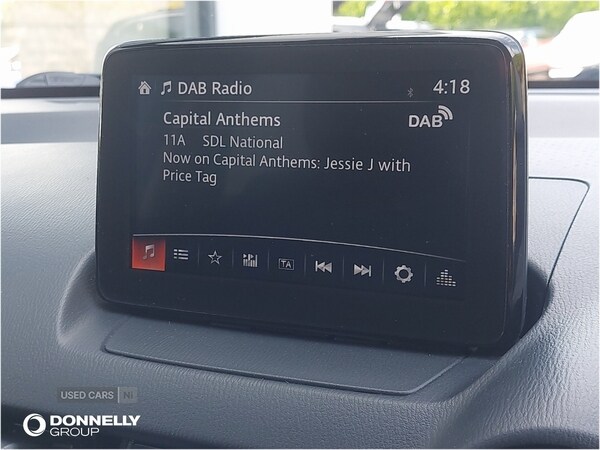 DAB Radio
4:18
Capital Anthems
DAB
11A SDL National
Now on Capital Anthems: Jessie J with
Price Tag
TA
USED CARS NI
DONNELLY
GROUP